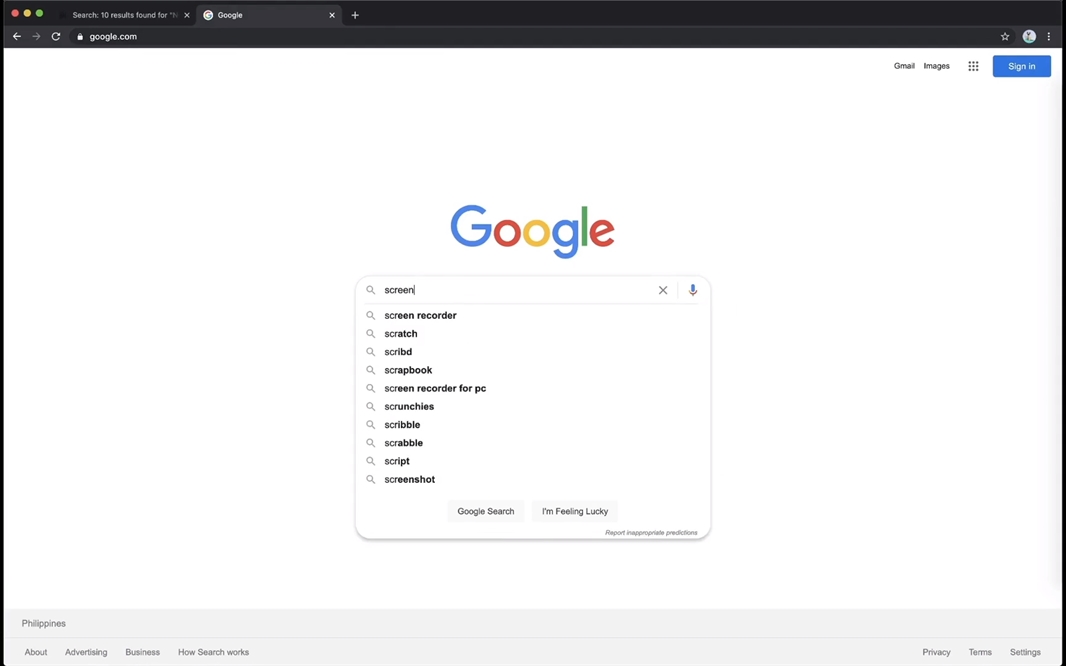 Search: 10 results found for "N
Google
google.com
Gmail
Images
Sign in
Google
screen
screen recorder
scratch
scribd
scrapbook
screen recorder for pc
scrunchies
scribble
scrabble
script
screenshot
Google Search
I'm Feeling Lucky
Report inappropriate predictions
Philippines
About
Advertising
Business
How Search works
Privacy
Terms
Settings